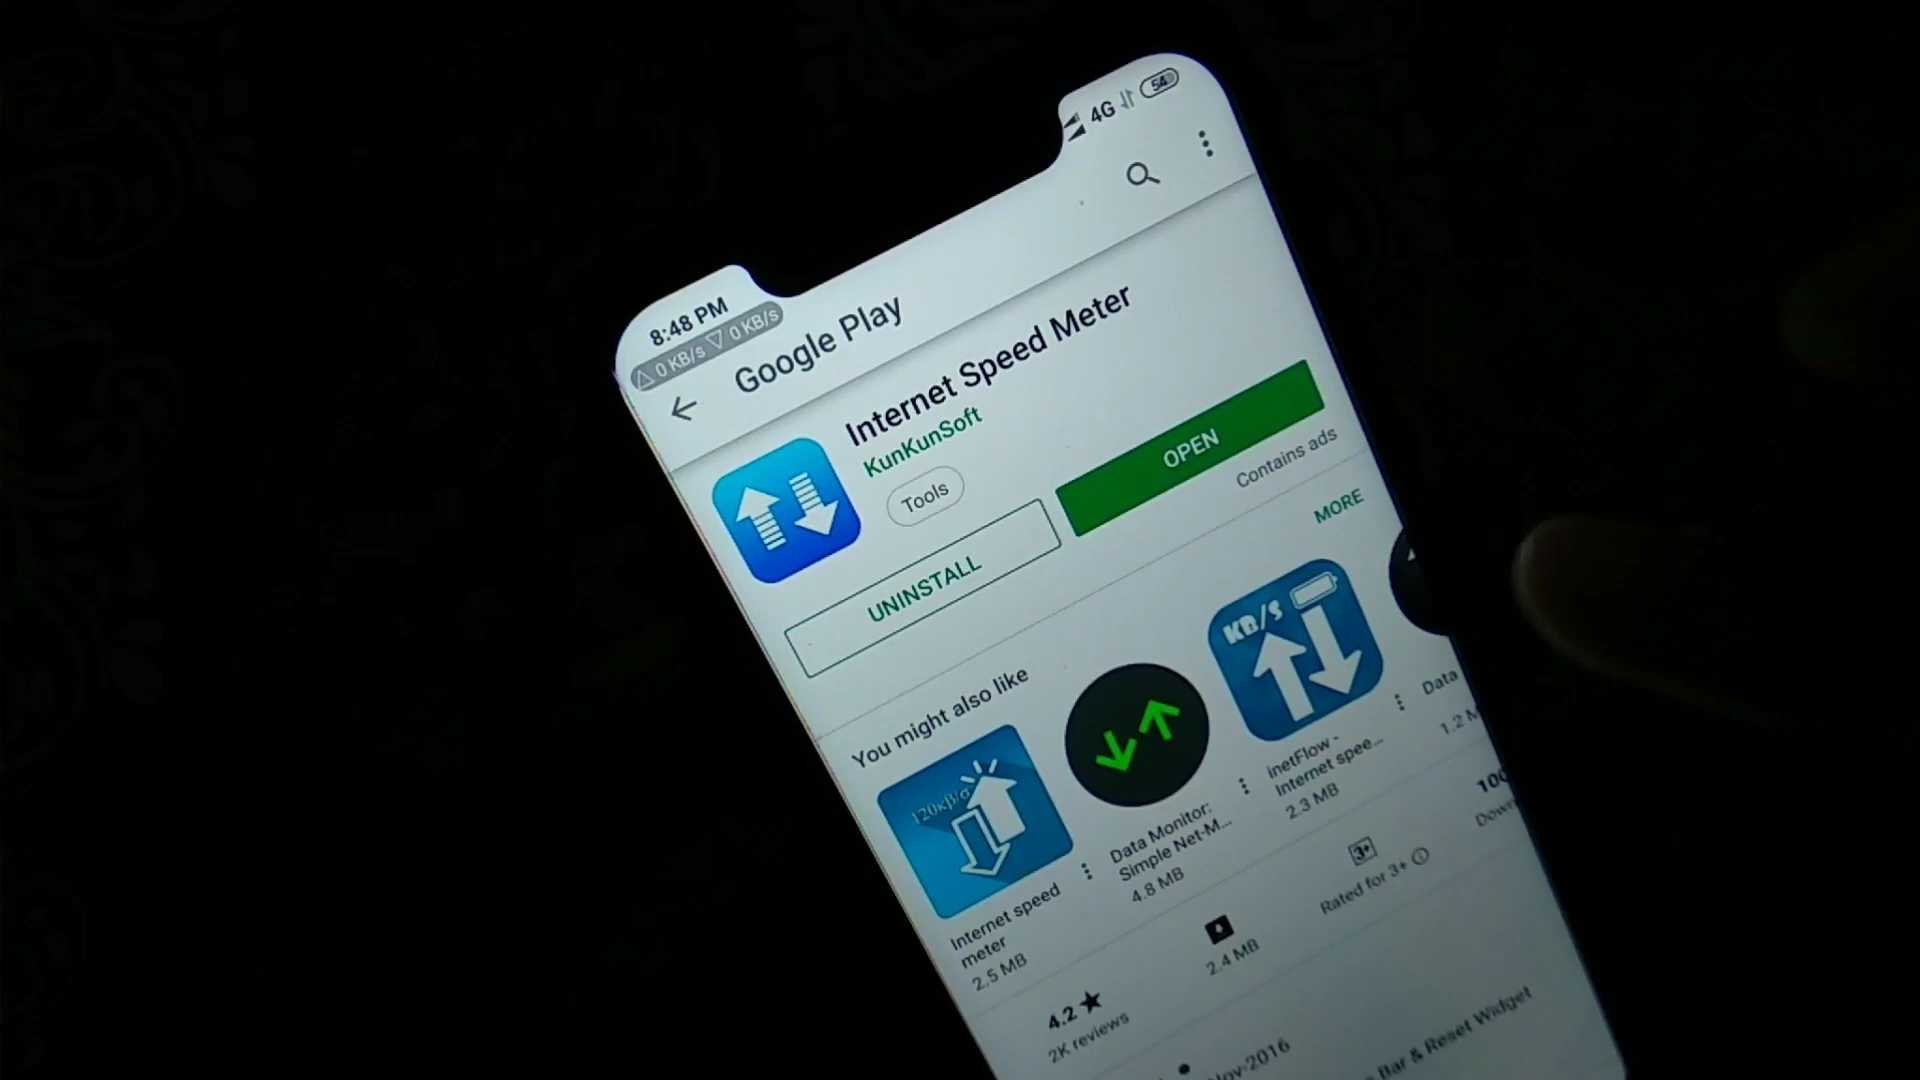 8:48 PM
4G
54
0 KB/s 0 KB/s
Google Play
Internet Speed Meter
KunKunSoft
Tools
UNINSTALL
OPEN
Contains ads
You might also like
MORE
120κβ/σ
KB/S
Internet speed
meter
2.5 MB
Data Monitor:
Simple Net-M...
4.8 MB
inetFlow -
Internet spee...
2.3 MB
Data
1.2 M
4.2 ★
2K reviews
2.4 MB
3+
Rated for 3+
100
Down
Nov-2016
Bar & Reset Widget